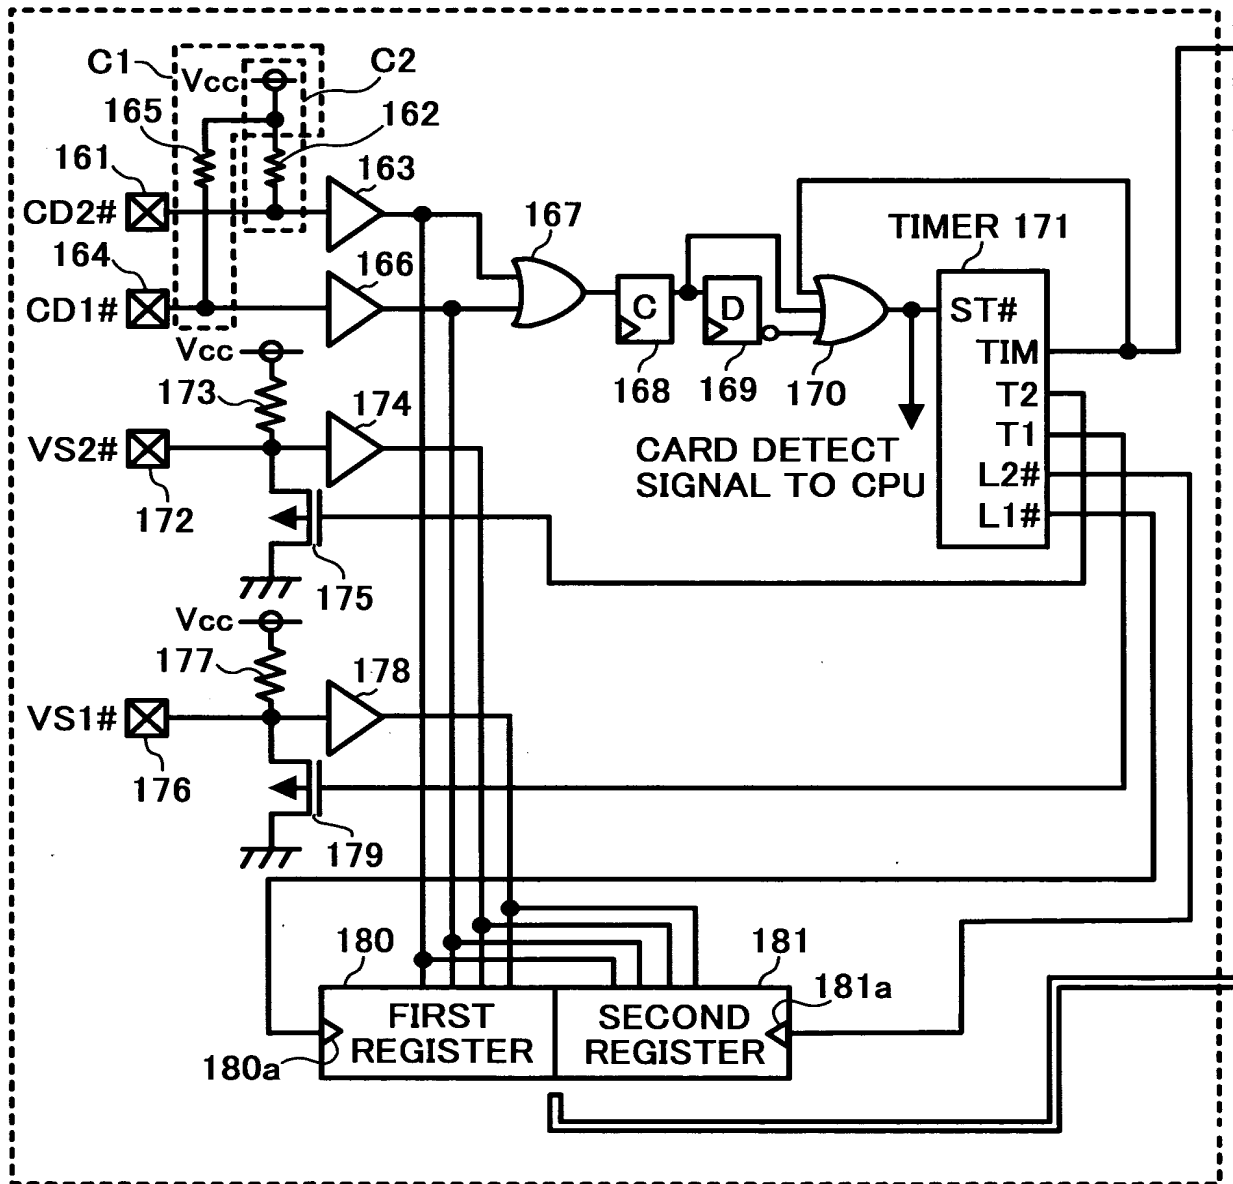 C1
C2
Vcc
165
162
161
163
CD2#
167
TIMER 171
164
166
CD1#
C
D
ST#
Vcc
TIM
168
169
170
173
174
T2
T1
VS2#
CARD DETECT
SIGNAL TO CPU
L2#
172
L1#
175
Vcc
177
178
VS1#
176
179
180
181
181a
FIRST
REGISTER
SECOND
REGISTER
180a